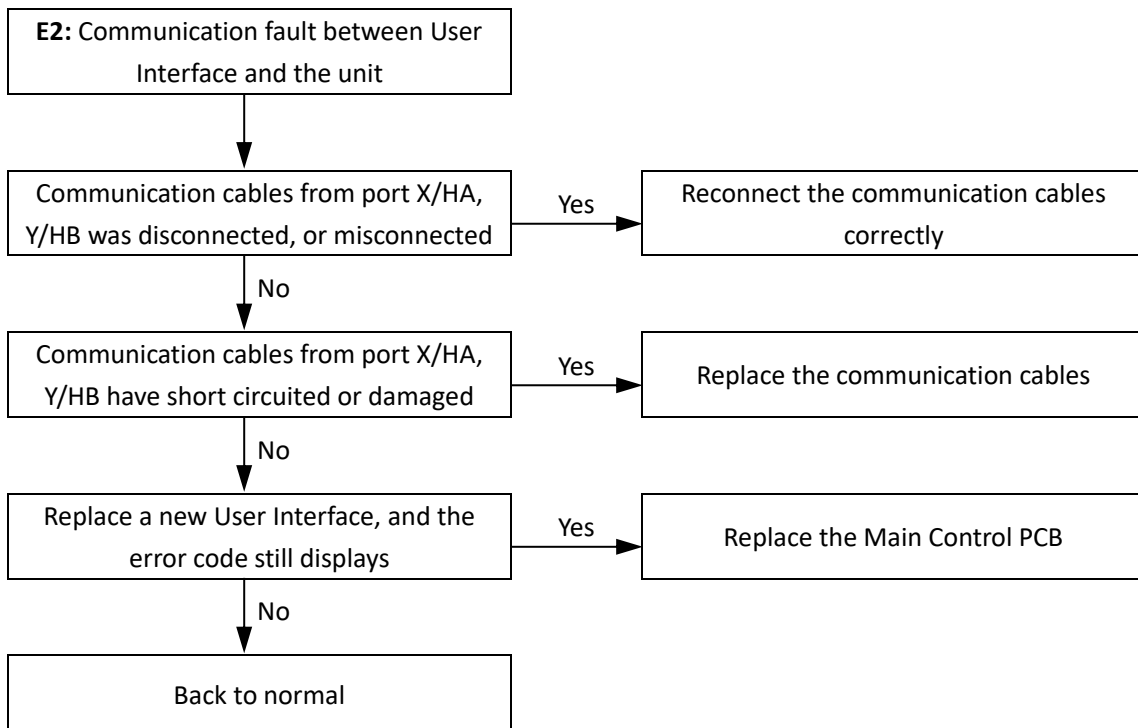 E2: Communication fault between User
Interface and the unit
Communication cables from port X/HA,
Y/HB was disconnected, or misconnected
Yes
Reconnect the communication cables
correctly
No
Communication cables from port X/HA,
Y/HB have short circuited or damaged
Yes
Replace the communication cables
No
Replace a new User Interface, and the
error code still displays
Yes
Replace the Main Control PCB
No
Back to normal